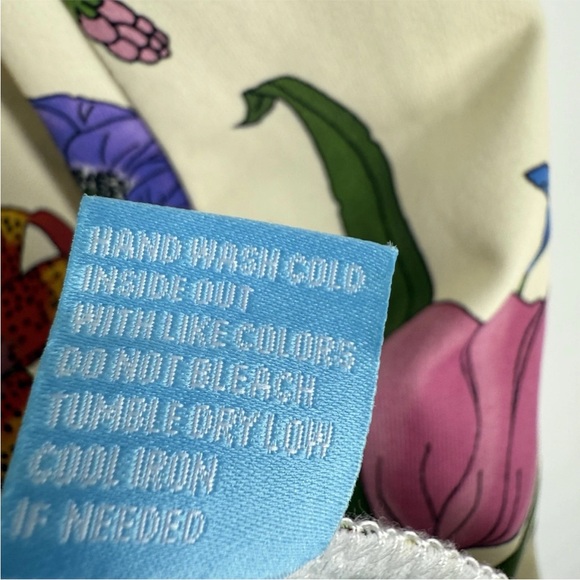 HAND WASH COLD
INSIDE OUT
WITH LIKE COLORS
DO NOT BLEACH
TUMBLE DRY LOW
COOL IRON
IF NEEDED